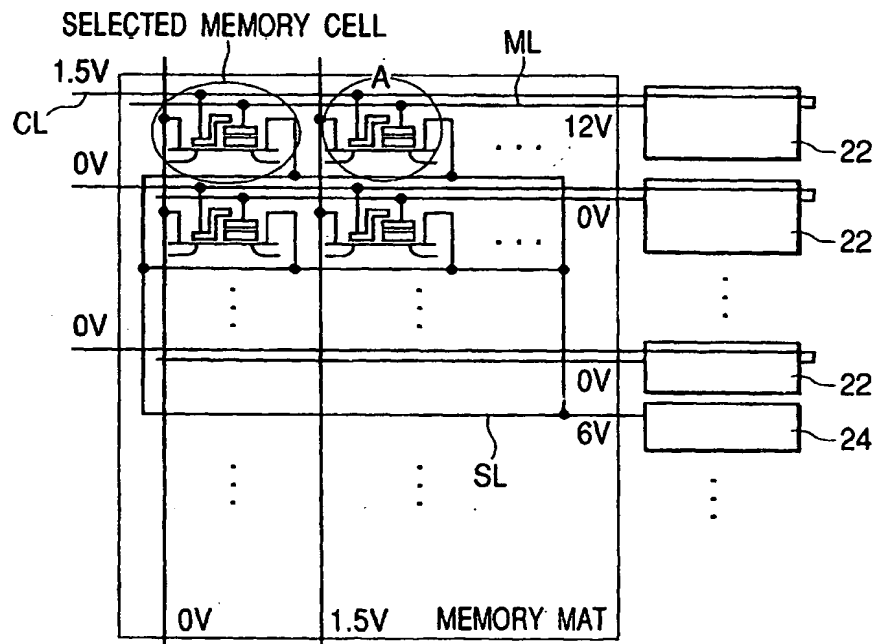 SELECTED MEMORY CELL
ML
1.5V
A
CL
12V
22
0V
0V
22
0V
0V
22
6V
24
SL
0V
1.5V
MEMORY MAT